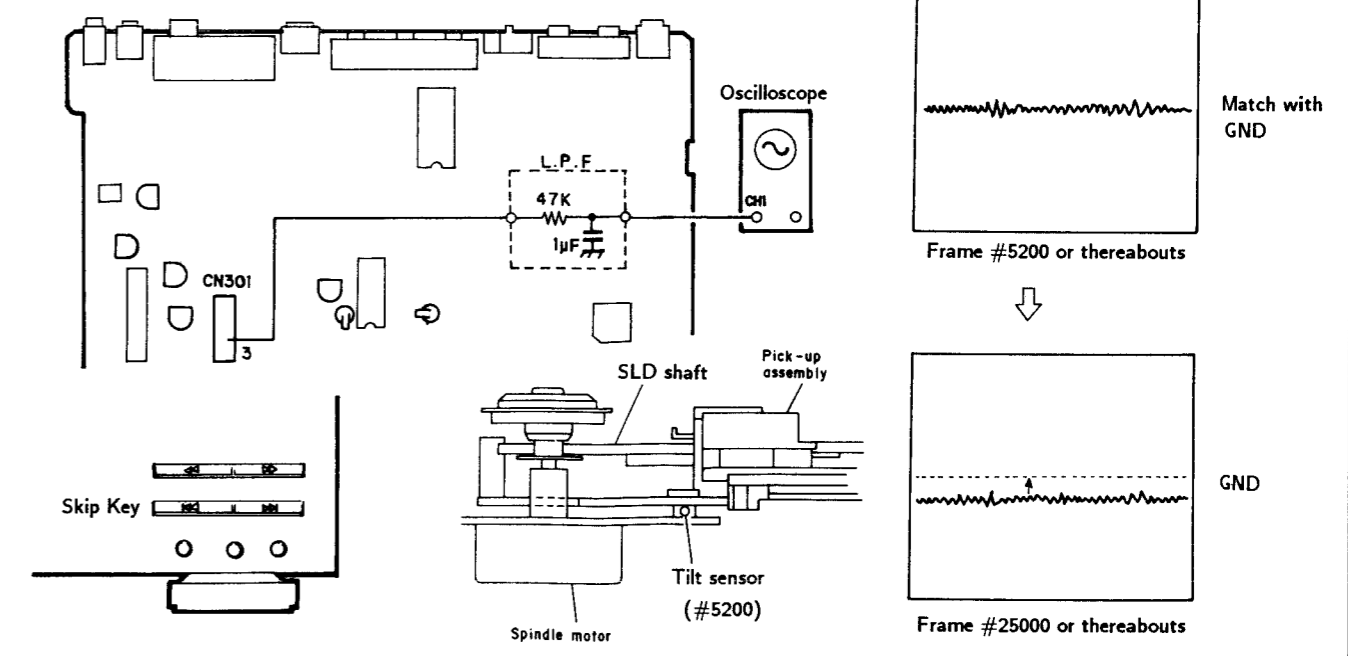 Oscilloscope
L.P.F
47K
1µF
CH1
CN301
3
Match with
GND
Frame #5200 or thereabouts
SLD shaft
Pick-up
assembly
GND
Skip Key
Tilt sensor
(#5200)
Spindle motor
Frame #25000 or thereabouts